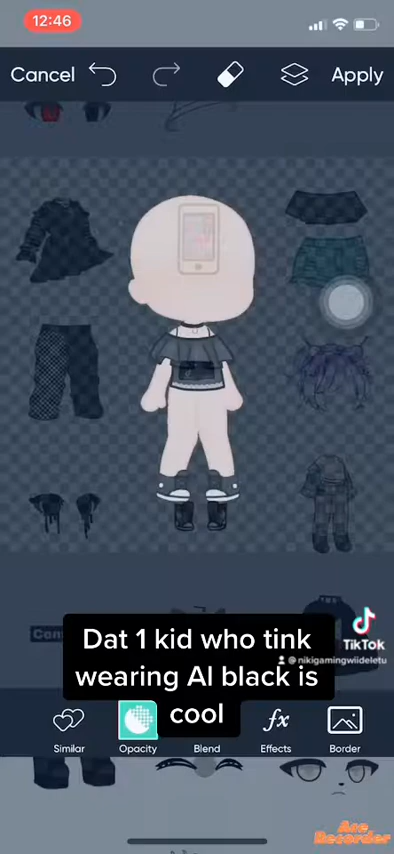 12:46
Cancel
Apply
Dat 1 kid who tink
wearing Al black is
cool
TikTok
@nikigamingwiideletu
Similar
Opacity
Blend
Effects
Border
Ace
Recorder